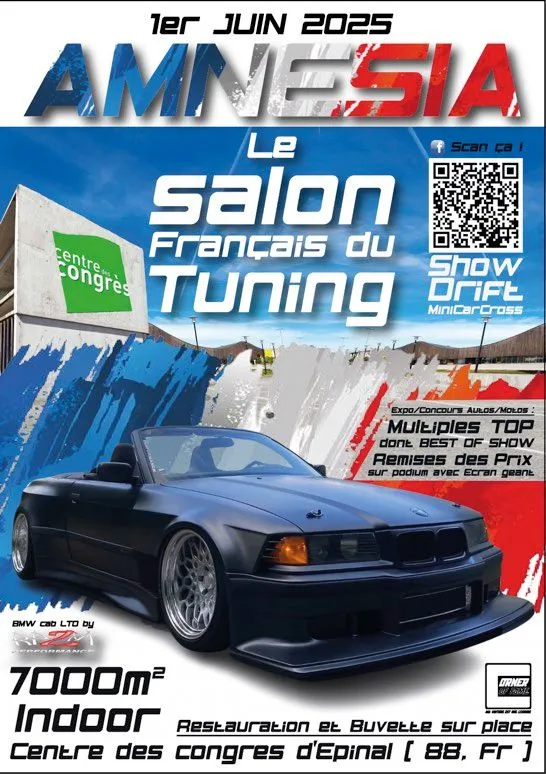 1er JUIN 2025
AMNESIA
Le
salon
Français du
Tuning
Scan ça !
Show
Drift
MiniCarCross
centre des
congrès
Expo/Concours Autos/Motos :
Multiples TOP
dont BEST OF SHOW
Remises des Prix
sur podium avec Ecran geant
BMW cab LTD by
PERFORMANCE
7000m²
Indoor
Restauration et Buvette sur place
Centre des congres d'Epinal ( 88, Fr )